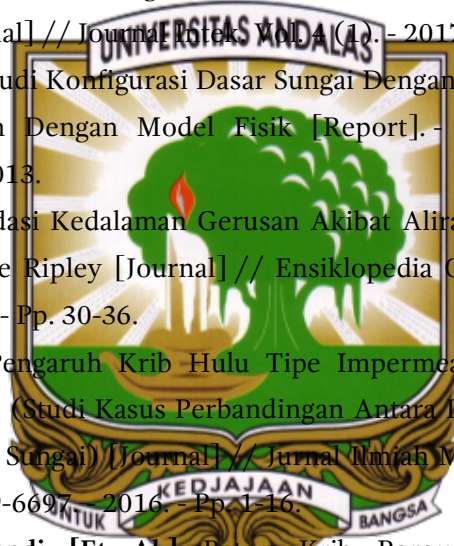 UNIVERSITAS ANDALAS
nal] // Journal Intek. Vol. 4 (1). - 2017
udi Konfigurasi Dasar Sungai Dengan
n Dengan Model Fisik [Report]. -
013.
dasi Kedalaman Gerusan Akibat Alira
e Ripley [Journal] // Ensiklopedia O
- Pp. 30-36.
Pengaruh Krib Hulu Tipe Impermea
(Studi Kasus Perbandingan Antara
Sungai) [Journal] // Jurnal Ilmiah M
-6697. - 2016. - Pp. 1-16.
UNTUK KEDJAJAAN BANGSA